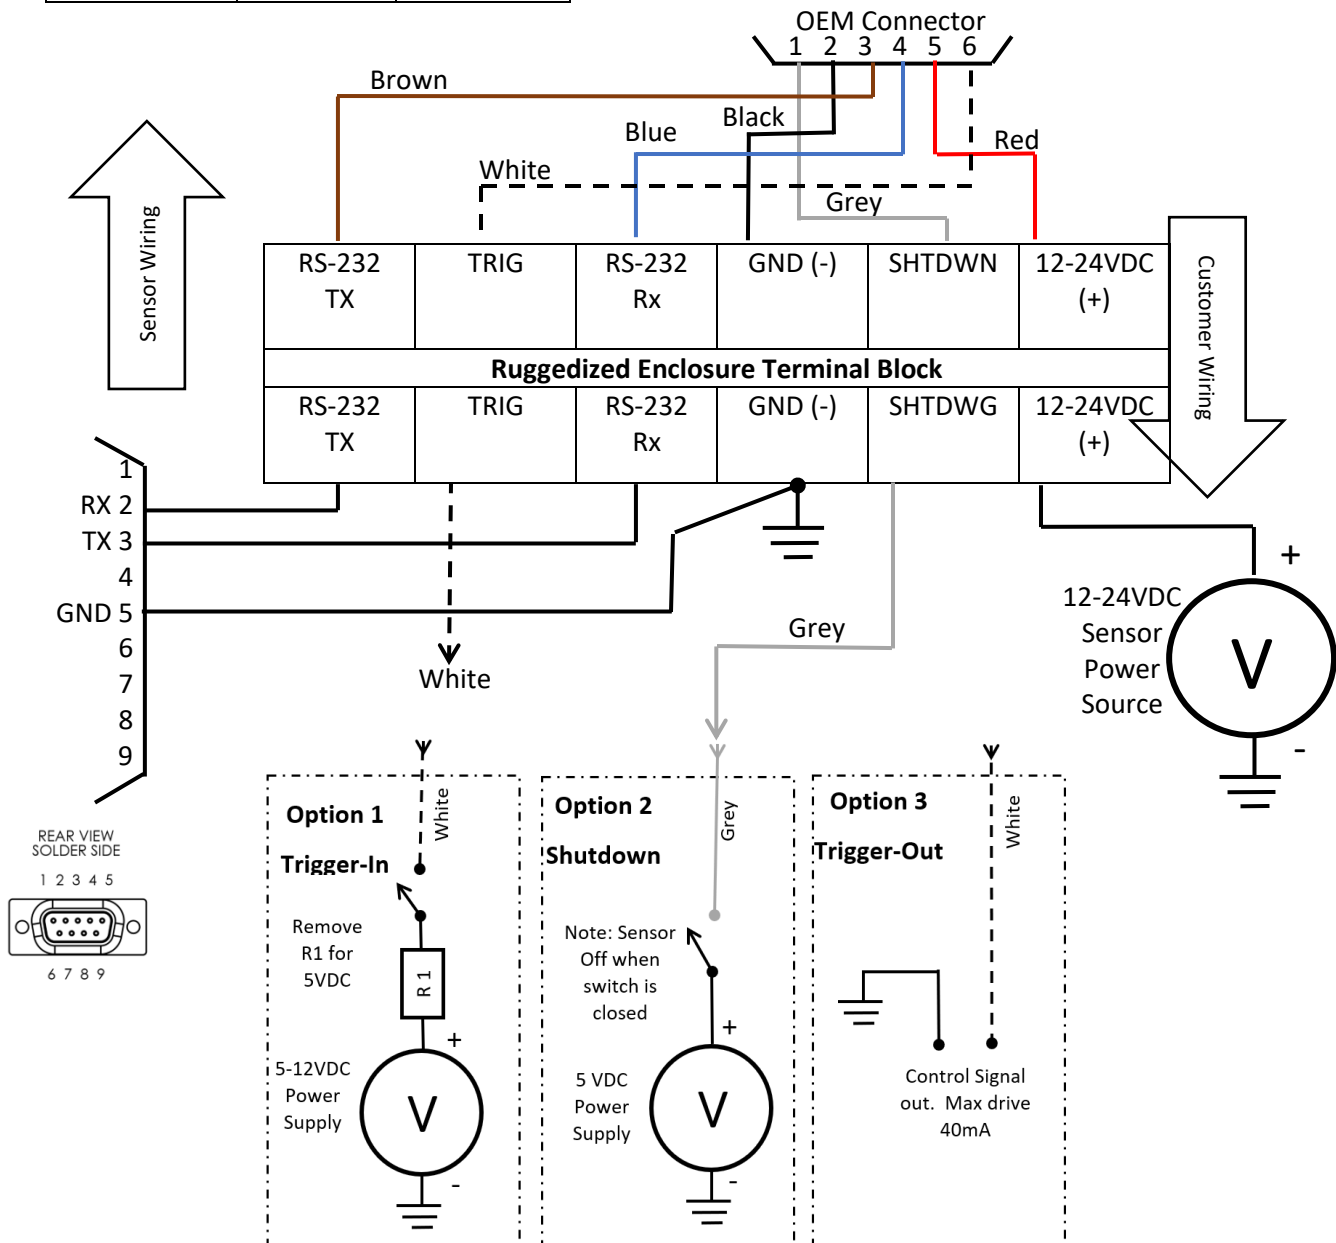 OEM Connector
1 2 3 4 5 6
Brown
Black
Blue
Red
White
Grey
Sensor Wiring
Customer Wiring
RS-232 TX
TRIG
RS-232 Rx
GND (-)
SHTDWN
12-24VDC (+)
Ruggedized Enclosure Terminal Block
RS-232 TX
TRIG
RS-232 Rx
GND (-)
SHTDWG
12-24VDC (+)
1
RX 2
TX 3
4
GND 5
6
7
8
9
White
Grey
+
12-24VDC
Sensor
Power
Source
V
-
REAR VIEW
SOLDER SIDE
1 2 3 4 5
6 7 8 9
Option 1
Trigger-In
White
Remove
R1 for
5VDC
R 1
+
5-12VDC
Power
Supply
V
-
Option 2
Shutdown
Grey
Note: Sensor
Off when
switch is
closed
+
5 VDC
Power
Supply
V
-
Option 3
Trigger-Out
White
Control Signal
out. Max drive
40mA